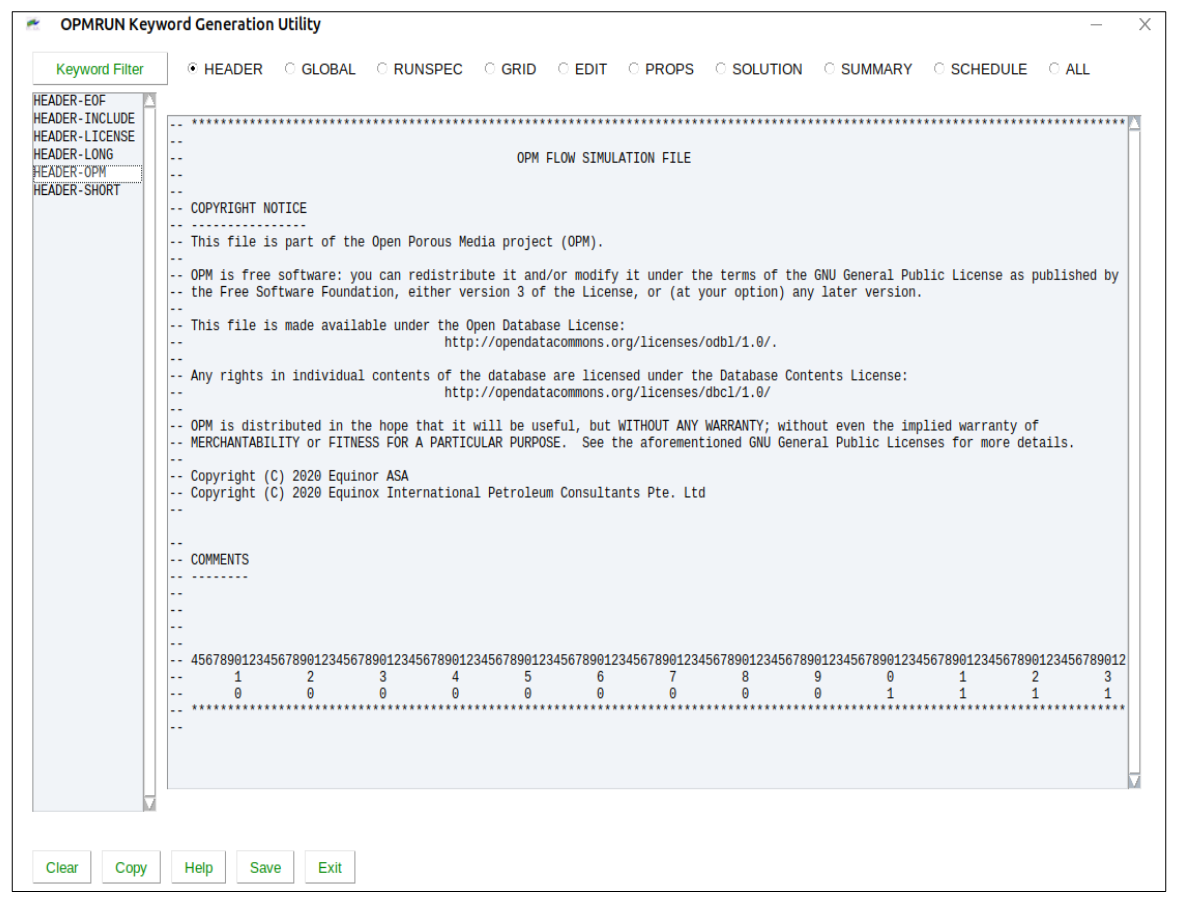 OPMRUN Keyword Generation Utility
Keyword Filter HEADER GLOBAL RUNSPEC GRID EDIT PROPS SOLUTION SUMMARY SCHEDULE ALL
HEADER-EOF
HEADER-INCLUDE
HEADER-LICENSE
HEADER-LONG
HEADER-OPM
HEADER-SHORT
-- *********************************************************************************************************************************
--
-- OPM FLOW SIMULATION FILE
--
--
-- COPYRIGHT NOTICE
-- ----------------
-- This file is part of the Open Porous Media project (OPM).
--
-- OPM is free software: you can redistribute it and/or modify it under the terms of the GNU General Public License as published by
-- the Free Software Foundation, either version 3 of the License, or (at your option) any later version.
--
-- This file is made available under the Open Database License:
-- http://opendatacommons.org/licenses/odbl/1.0/.
--
-- Any rights in individual contents of the database are licensed under the Database Contents License:
-- http://opendatacommons.org/licenses/dbcl/1.0/
--
-- OPM is distributed in the hope that it will be useful, but WITHOUT ANY WARRANTY; without even the implied warranty of
-- MERCHANTABILITY or FITNESS FOR A PARTICULAR PURPOSE.  See the aforementioned GNU General Public Licenses for more details.
--
-- Copyright (C) 2020 Equinor ASA
-- Copyright (C) 2020 Equinox International Petroleum Consultants Pte. Ltd
--
--
-- COMMENTS
-- --------
--
--
--
--
-- 456789012345678901234567890123456789012345678901234567890123456789012345678901234567890123456789012345678901234567890123456789012
-- 1 2 3 4 5 6 7 8 9 0 1 2 3
-- 0 0 0 0 0 0 0 0 0 1 1 1 1
-- *********************************************************************************************************************************
--
Clear Copy Help Save Exit